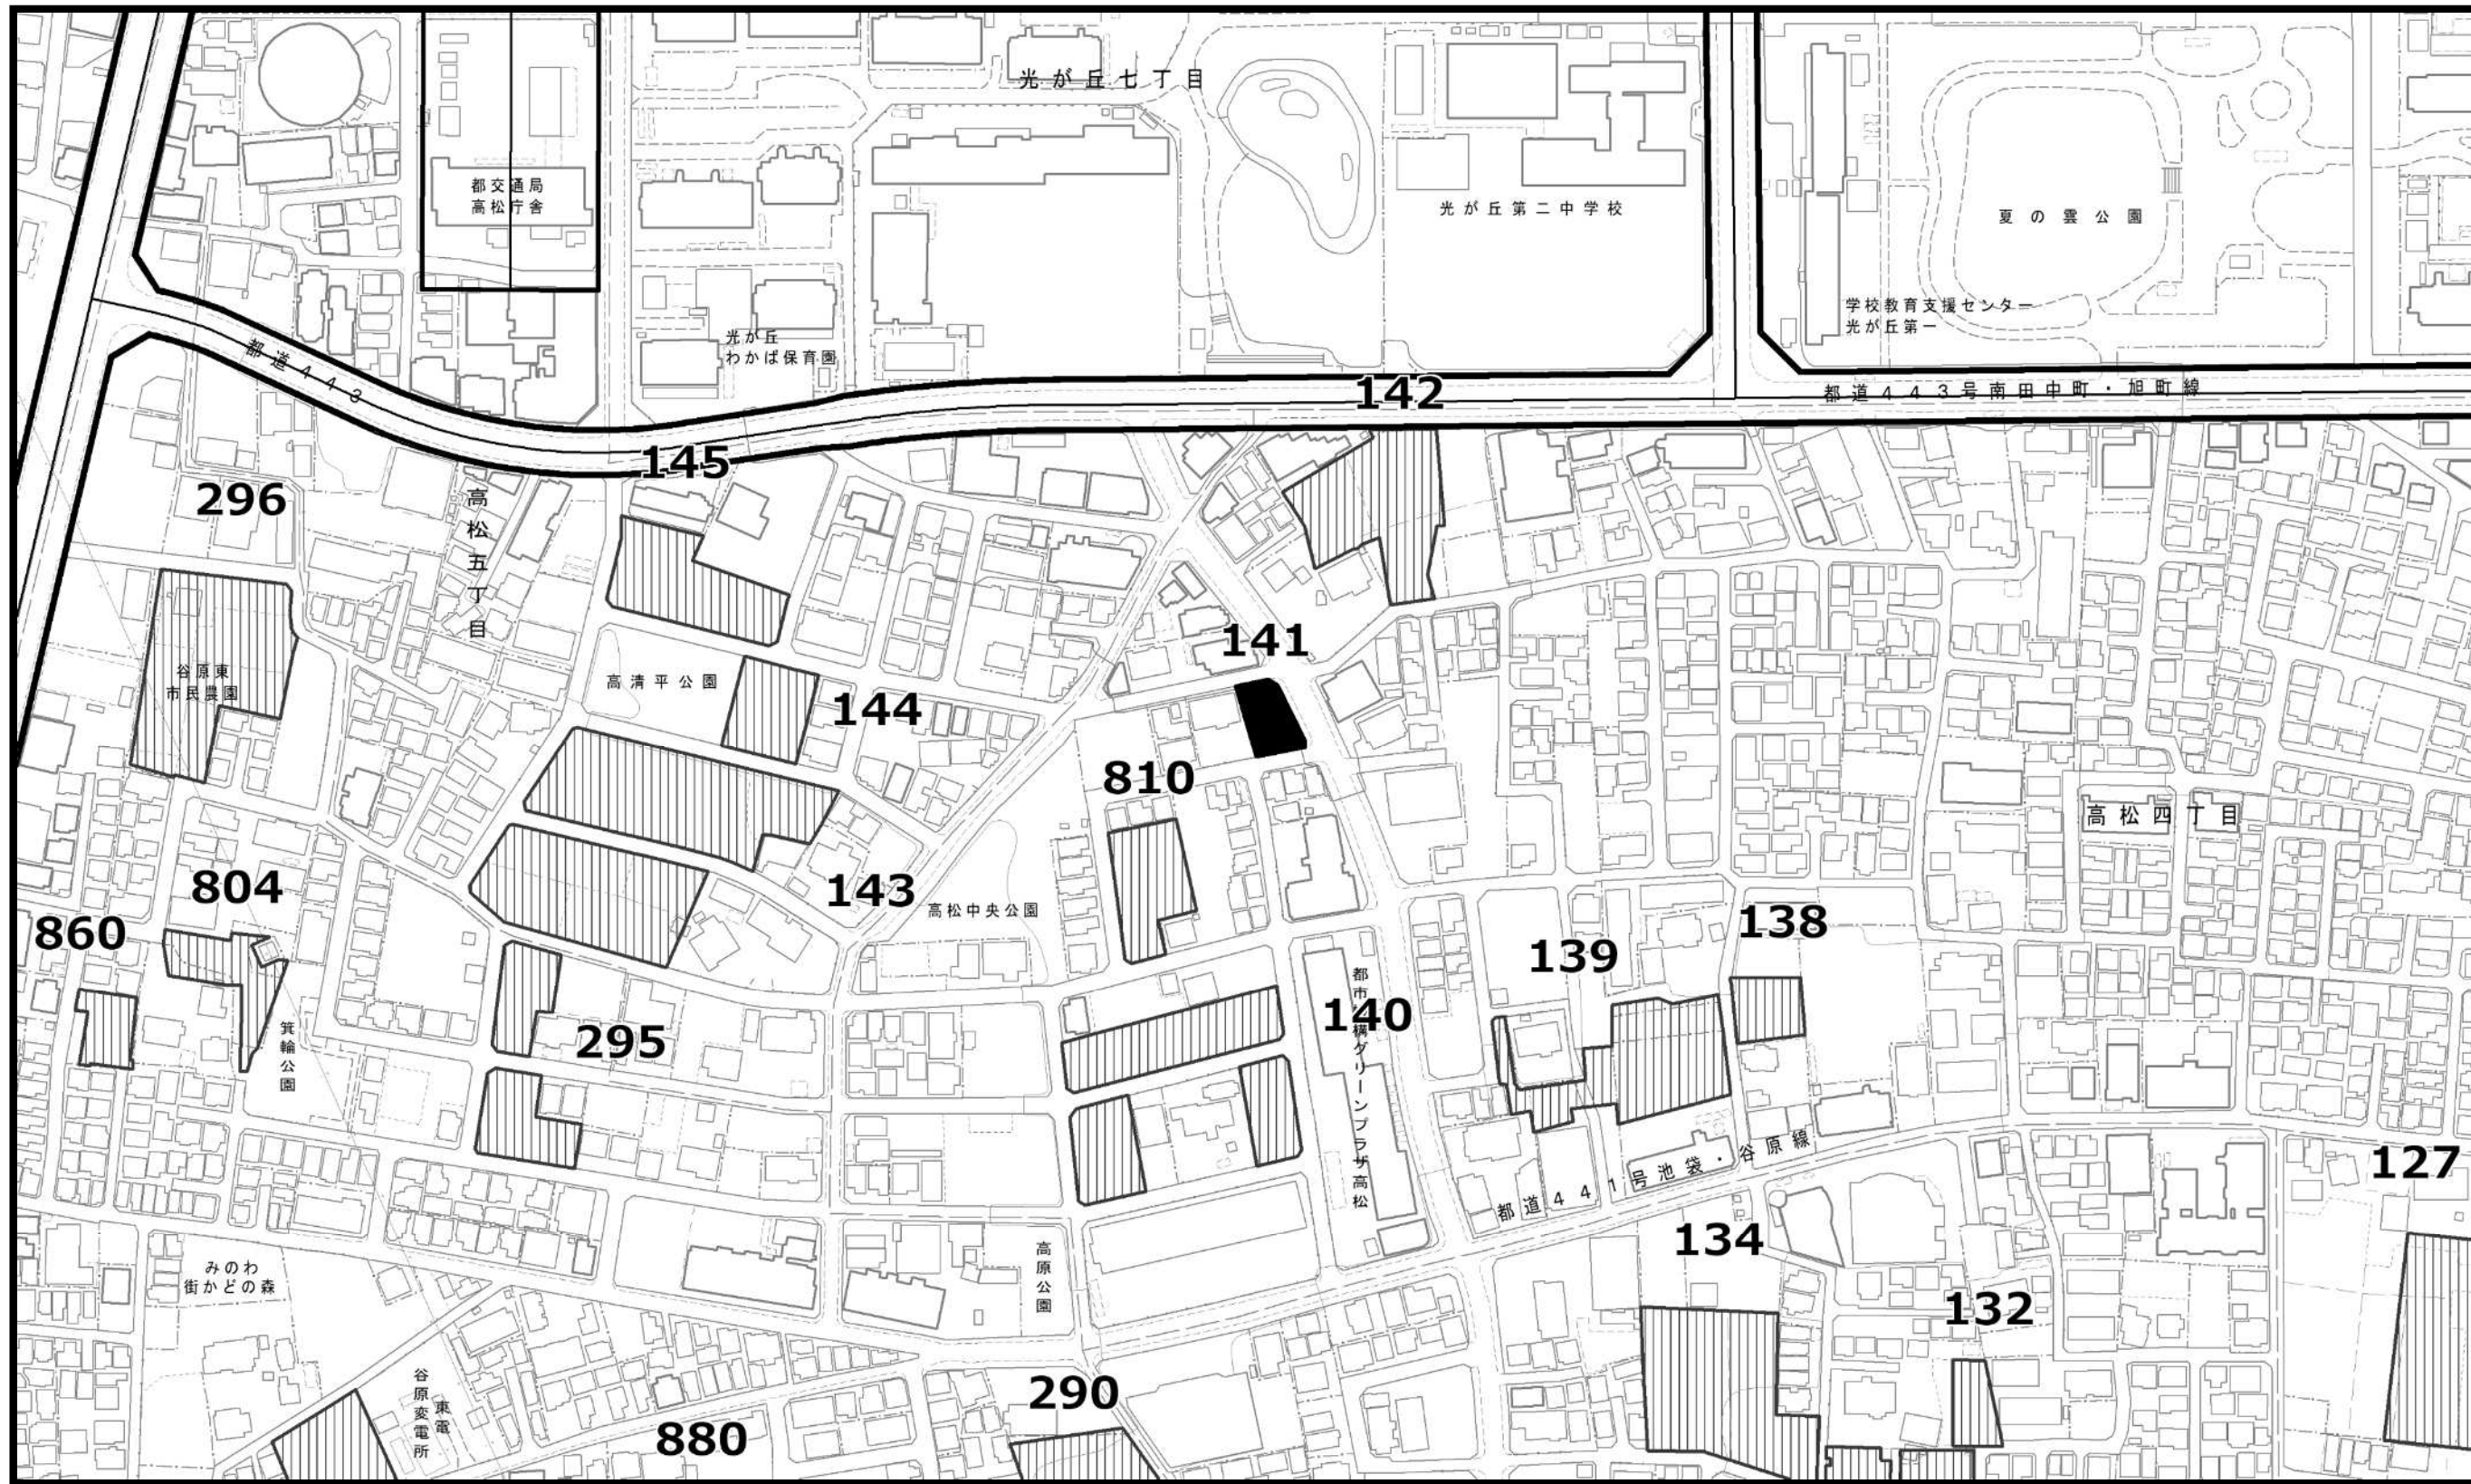 光が丘七丁目
都交通局
高松庁舎
光が丘第二中学校
夏の雲公園
学校教育支援センター
光が丘第一
光が丘
わかば保育園
都道443
142
都道443号南田中町・旭町線
145
296
高松五丁目
141
谷原東
市民農園
高清平公園
144
810
高松四丁目
804
143
高松中央公園
860
138
139
都市
構グリーンプラザ高松
140
箕輪公園
295
都道441号池袋・谷原線
127
134
高原公園
みのわ
街かどの森
132
290
東電
谷原変電所
880